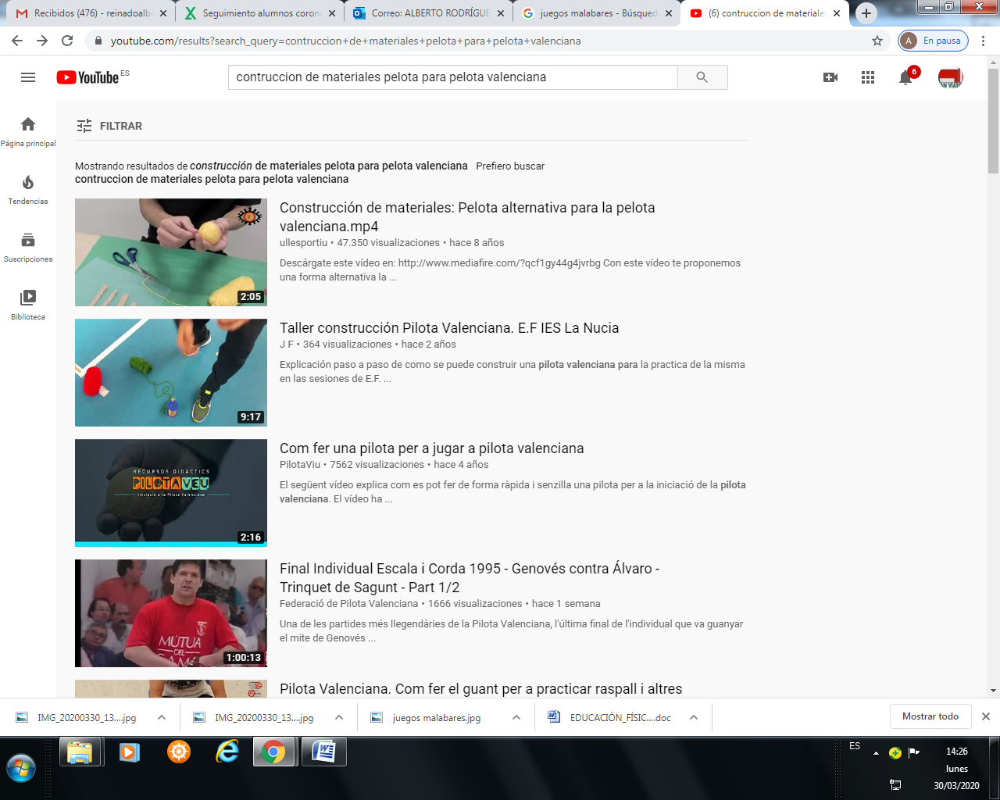 Recibidos (476) - reinadoalbe
Seguimiento alumnos corona
Correo: ALBERTO RODRÍGUE
juegos malabares - Búsqued
(6) contruccion de materiales
youtube.com/results?search_query=contruccion+de+materiales+pelota+para+pelota+valenciana
A
En pausa
YouTube ES
contruccion de materiales pelota para pelota valenciana
6
Página principal
Tendencias
Suscripciones
Biblioteca
FILTRAR
Mostrando resultados de construcción de materiales pelota para pelota valenciana Prefiero buscar
contruccion de materiales pelota para pelota valenciana
Construcción de materiales: Pelota alternativa para la pelota
valenciana.mp4
ullesportiu • 47.350 visualizaciones • hace 8 años
Descárgate este vídeo en: http://www.mediafire.com/?qcf1gy44g4jvrbg Con este vídeo te proponemos
una forma alternativa la ...
2:05
Taller construcción Pilota Valenciana. E.F IES La Nucia
J F • 364 visualizaciones • hace 2 años
Explicación paso a paso de como se puede construir una pilota valenciana para la practica de la misma
en las sesiones de E.F. ...
9:17
Com fer una pilota per a jugar a pilota valenciana
PilotaViu • 7562 visualizaciones • hace 4 años
El següent vídeo explica com es pot fer de forma ràpida i senzilla una pilota per a la iniciació de la pilota
valenciana. El vídeo ha ...
RECURSOS DIDÀCTICS
PILOTAVEU
Iniciació a la Pilota Valenciana
2:16
Final Individual Escala i Corda 1995 - Genovés contra Álvaro -
Trinquet de Sagunt - Part 1/2
Federació de Pilota Valenciana • 1666 visualizaciones • hace 1 semana
Una de les partides més llegendàries de la Pilota Valenciana, l'última final de l'individual que va guanyar
el mite de Genovés ...
MÚTUA
DEL
1:00:13
Pilota Valenciana. Com fer el guant per a practicar raspall i altres
IMG_20200330_13....jpg
IMG_20200330_13....jpg
juegos malabares.jpg
EDUCACIÓN_FÍSIC....doc
Mostrar todo
ES
14:26
lunes
30/03/2020